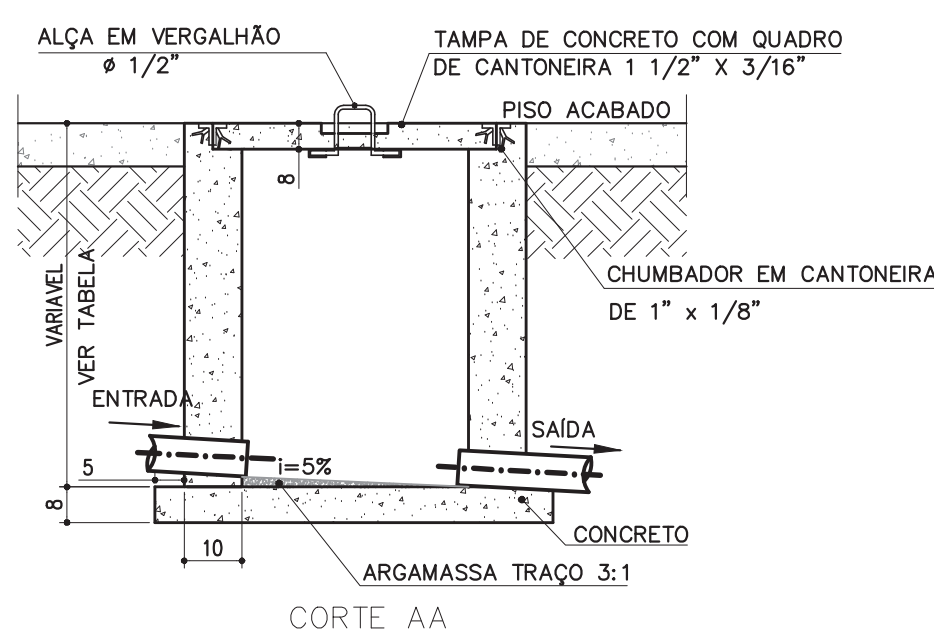 ALÇA EM VERGALHÃO
ø 1/2”
TAMPA DE CONCRETO COM QUADRO
DE CANTONEIRA 1 1/2” X 3/16”
PISO ACABADO
8
CHUMBADOR EM CANTONEIRA
DE 1” x 1/8”
VARIAVEL
VER TABELA
ENTRADA
SAÍDA
5
i=5%
8
10
CONCRETO
ARGAMASSA TRAÇO 3:1
CORTE AA